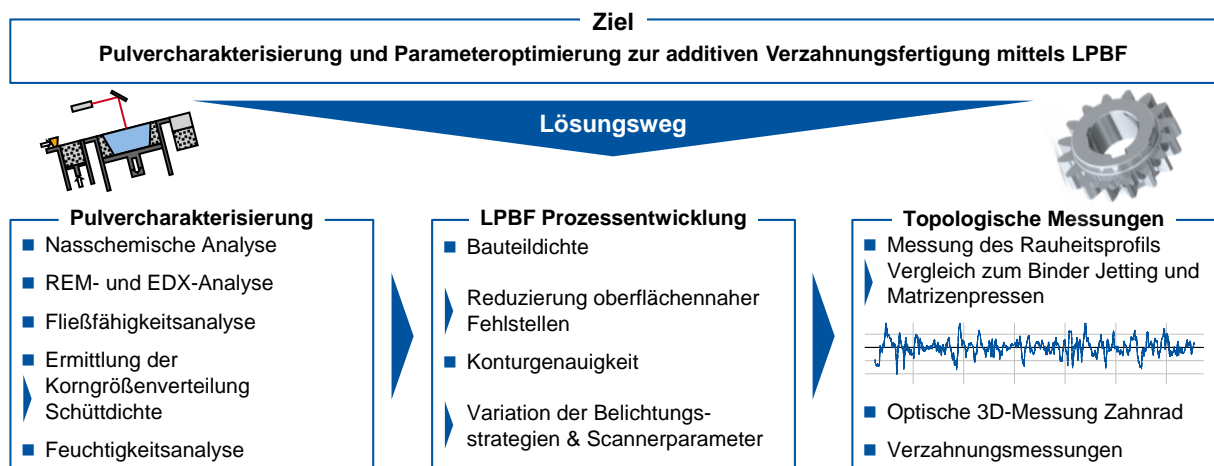 Ziel
Pulvercharakterisierung und Parameteroptimierung zur additiven Verzahnungsfertigung mittels LPBF
Lösungsweg
Pulvercharakterisierung
Nasschemische Analyse
REM- und EDX-Analyse
Fließfähigkeitsanalyse
Ermittlung der
Korngrößenverteilung
Schüttdichte
Feuchtigkeitsanalyse
LPBF Prozessentwicklung
Bauteildichte
Reduzierung oberflächennaher
Fehlstellen
Konturgenauigkeit
Variation der Belichtungs-
strategien & Scannerparameter
Topologische Messungen
Messung des Rauheitsprofils
Vergleich zum Binder Jetting und
Matrizenpressen
Optische 3D-Messung Zahnrad
Verzahnungsmessungen